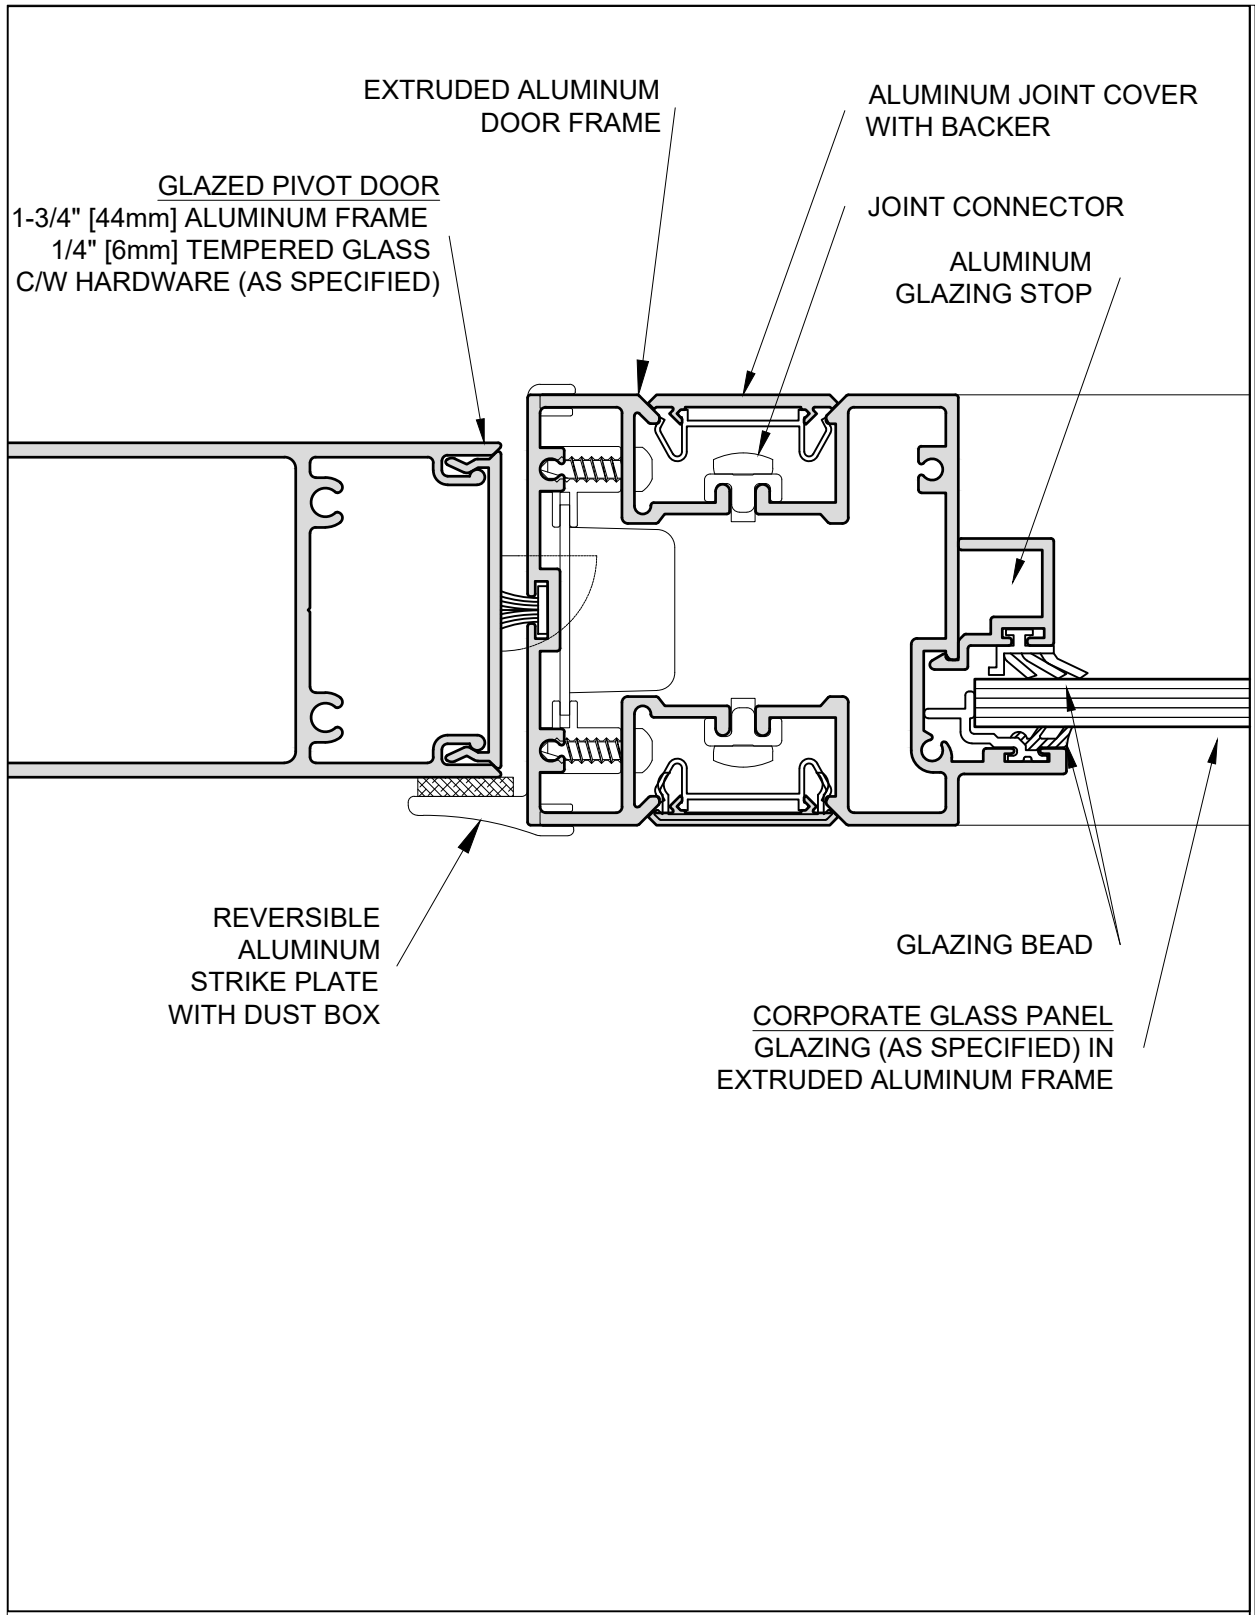 EXTRUDED ALUMINUM
DOOR FRAME
ALUMINUM JOINT COVER
WITH BACKER
GLAZED PIVOT DOOR
1-3/4" [44mm] ALUMINUM FRAME
1/4" [6mm] TEMPERED GLASS
C/W HARDWARE (AS SPECIFIED)
JOINT CONNECTOR
ALUMINUM
GLAZING STOP
REVERSIBLE
ALUMINUM
STRIKE PLATE
WITH DUST BOX
GLAZING BEAD
CORPORATE GLASS PANEL
GLAZING (AS SPECIFIED) IN
EXTRUDED ALUMINUM FRAME